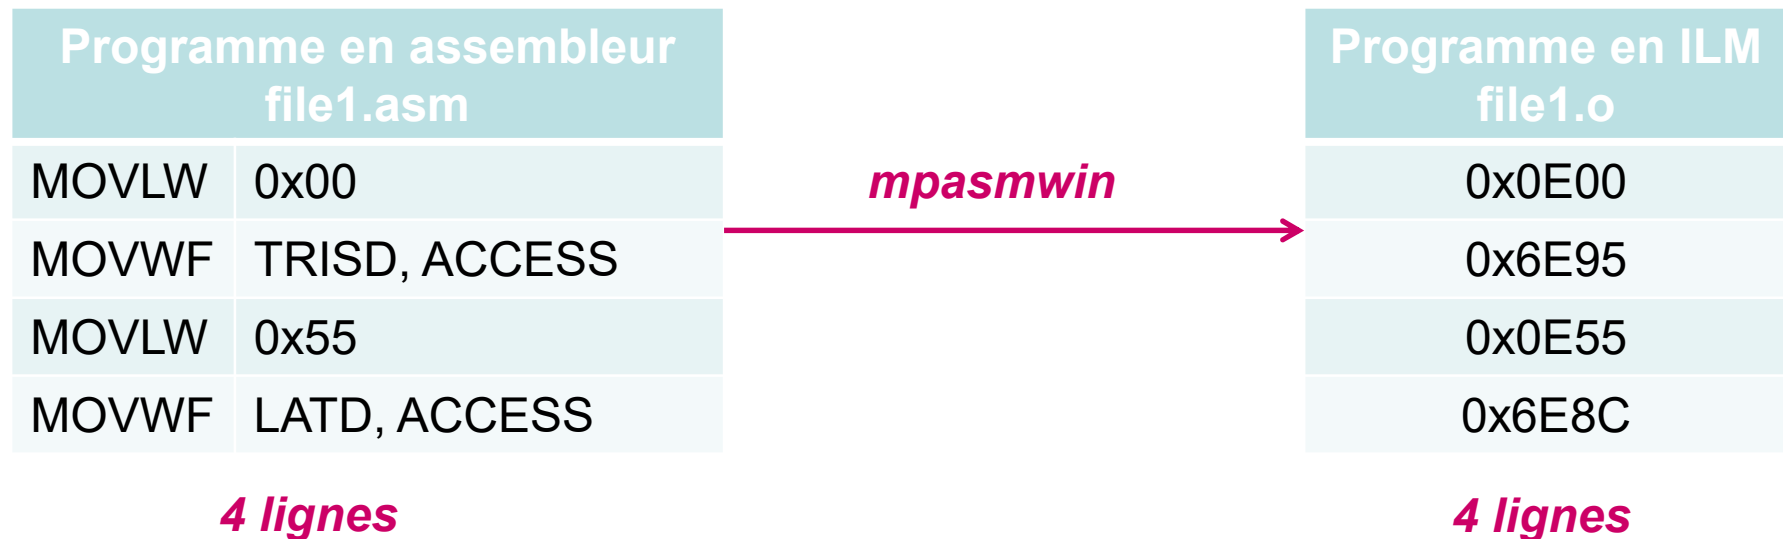 Programme en assembleur
file1.asm
MOVLW 0x00
MOVWF TRISD, ACCESS
MOVLW 0x55
MOVWF LATD, ACCESS
4 lignes
mpasmwin
Programme en ILM
file1.o
0x0E00
0x6E95
0x0E55
0x6E8C
4 lignes